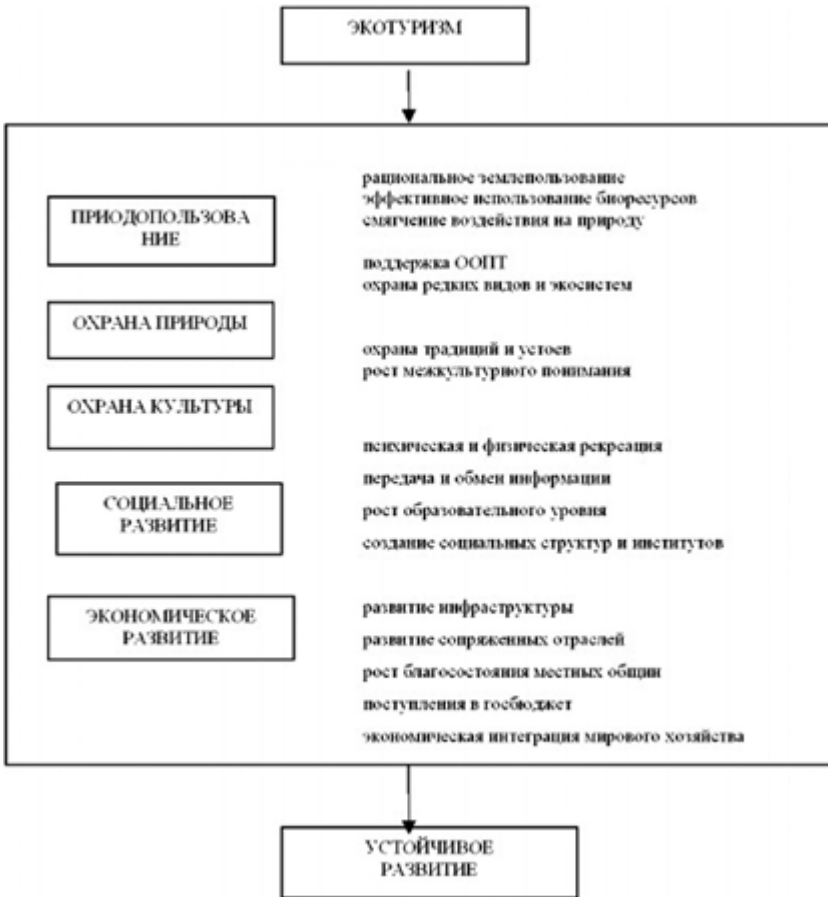 ЭКОТУРИЗМ
ПРИОДОПОЛЬЗОВА
НИЕ
рациональное землепользование
эффективное использование биоресурсов
смягчение воздействия на природу
поддержка ООПТ
охрана редких видов и экосистем
ОХРАНА ПРИРОДЫ
охрана традиций и устоев
рост межкультурного понимания
ОХРАНА КУЛЬТУРЫ
психическая и физическая рекреация
передача и обмен информации
рост образовательного уровня
создание социальных структур и институтов
СОЦИАЛЬНОЕ
РАЗВИТИЕ
ЭКОНОМИЧЕСКОЕ
РАЗВИТИЕ
развитие инфраструктуры
развитие сопряженных отраслей
рост благосостояния местных общин
поступления в госбюджет
экономическая интеграция мирового хозяйства
УСТОЙЧИВОЕ
РАЗВИТИЕ